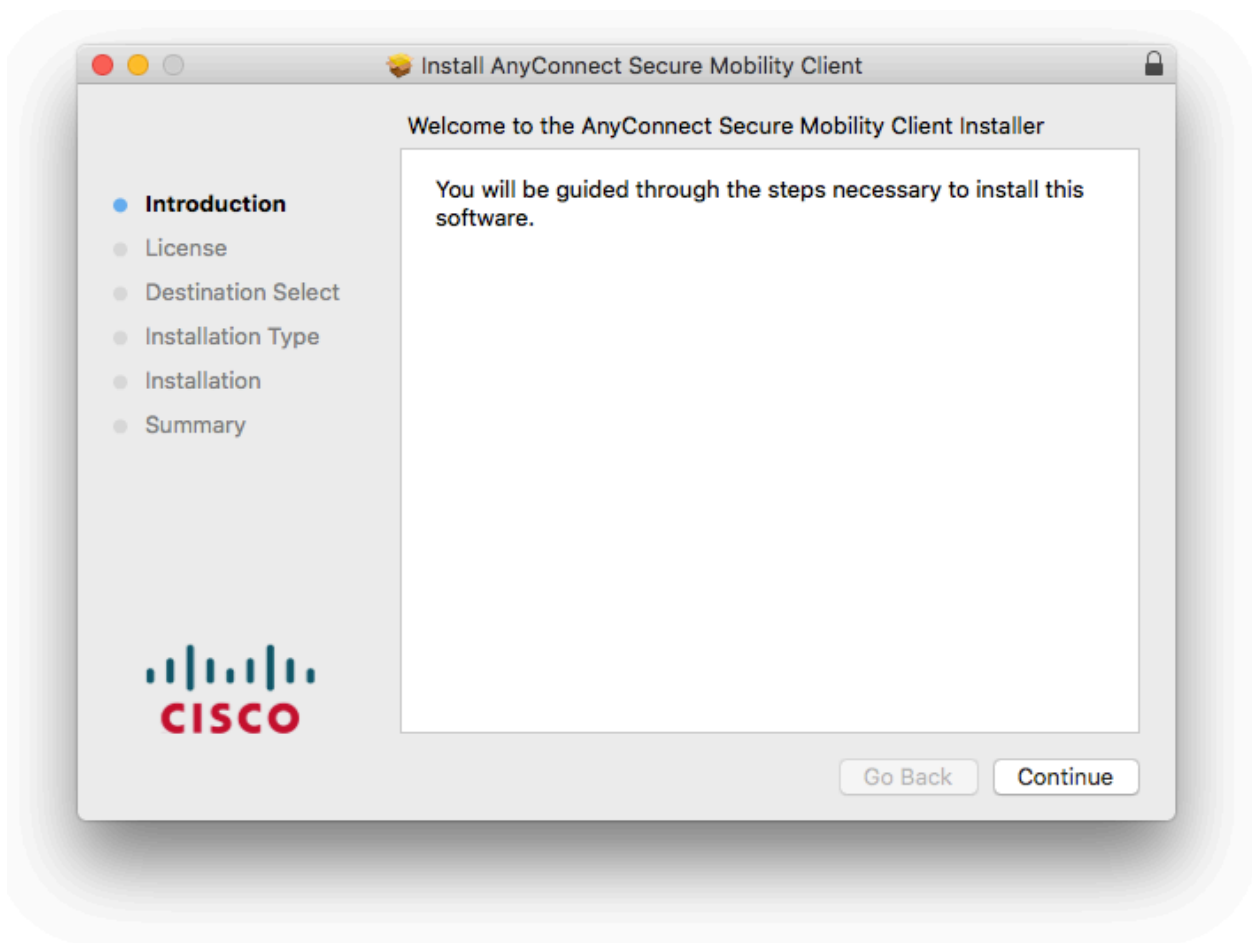 Install AnyConnect Secure Mobility Client
Welcome to the AnyConnect Secure Mobility Client Installer
Introduction
License
Destination Select
Installation Type
Installation
Summary
You will be guided through the steps necessary to install this
software.
CISCO
Go Back
Continue